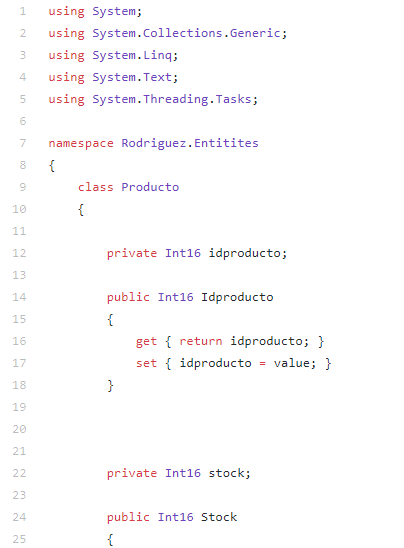 1 using System;
2 using System.Collections.Generic;
3 using System.Linq;
4 using System.Text;
5 using System.Threading.Tasks;
6
7 namespace Rodriguez.Entitites
8 {
9 class Producto
10 {
11
12 private Int16 idproducto;
13
14 public Int16 Idproducto
15 {
16 get { return idproducto; }
17 set { idproducto = value; }
18 }
19
20
21
22 private Int16 stock;
23
24 public Int16 Stock
25 {